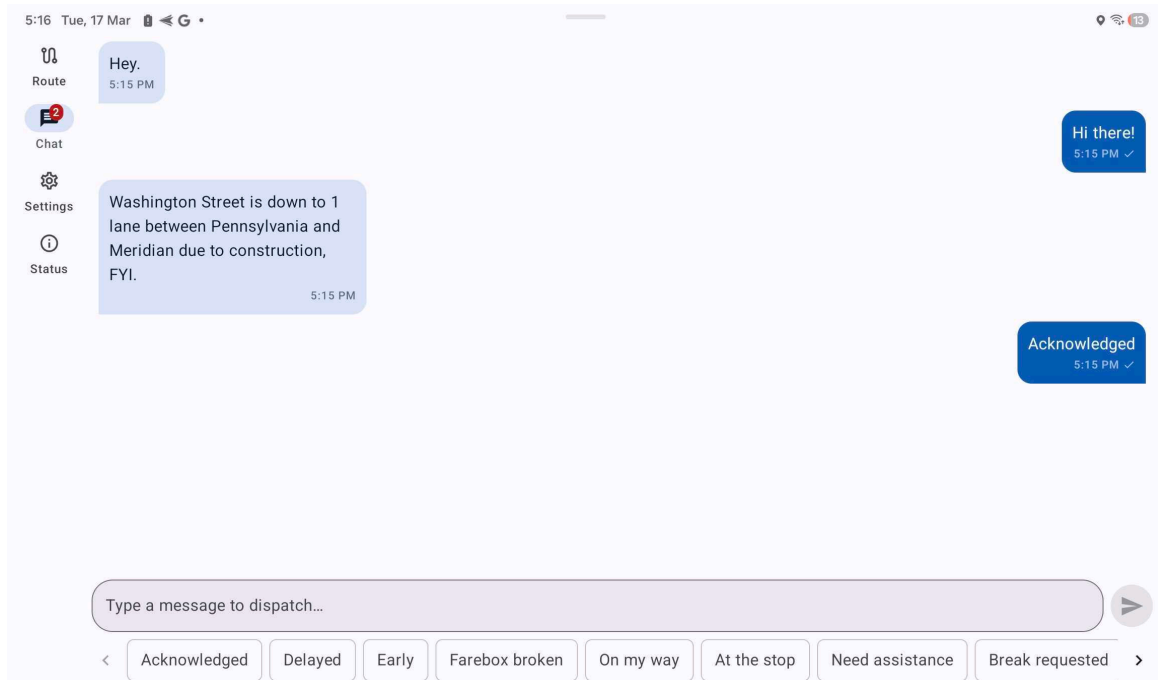 5:16 Tue, 17 Mar G
13
Route
2
Chat
Settings
Status
Hey.
5:15 PM
Hi there!
5:15 PM
Washington Street is down to 1
lane between Pennsylvania and
Meridian due to construction,
FYI.
5:15 PM
Acknowledged
5:15 PM
Type a message to dispatch...
Acknowledged Delayed Early Farebox broken On my way At the stop Need assistance Break requested